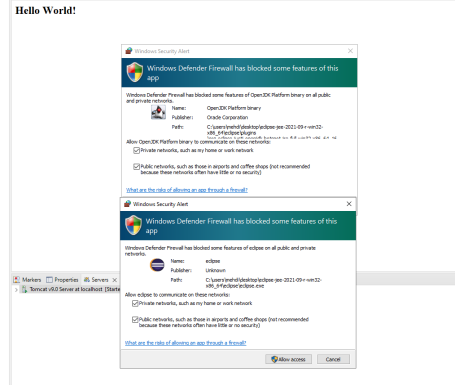 Hello World!
Windows Security Alert
Windows Defender Firewall has blocked some features of this
app
Windows Defender Firewall has blocked some features of OpenJDK Platform binary on all public
and private networks.
Name: OpenJDK Platform binary
Publisher: Oracle Corporation
Path: C:\users\mehdi\desktop\eclipse-jee-2021-09-r-win32-
x86_64\eclipse\plugins
Allow OpenJDK Platform binary to communicate on these networks:
Private networks, such as my home or work network
Public networks, such as those in airports and coffee shops (not recommended
because these networks often have little or no security)
What are the risks of allowing an app through a firewall?
Windows Security Alert
Windows Defender Firewall has blocked some features of this
app
Windows Defender Firewall has blocked some features of eclipse on all public and private
networks.
Name: eclipse
Publisher: Unknown
Path: C:\users\mehdi\desktop\eclipse-jee-2021-09-r-win32-
x86_64\eclipse\eclipse.exe
Allow eclipse to communicate on these networks:
Private networks, such as my home or work network
Public networks, such as those in airports and coffee shops (not recommended
because these networks often have little or no security)
What are the risks of allowing an app through a firewall?
Allow access Cancel
Markers Properties Servers
Tomcat v9.0 Server at localhost [Starte